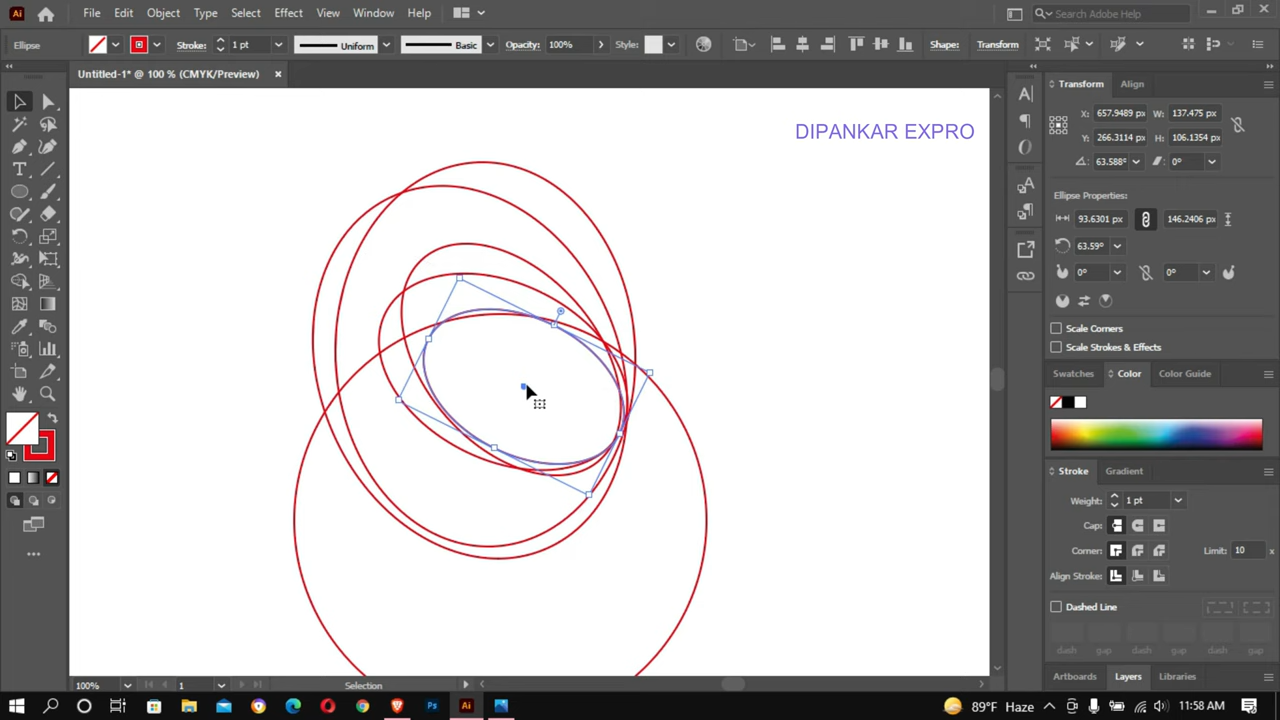 Ai File Edit Object Type Select Effect View Window Help Search Adobe Help
Ellipse Stroke: 1 pt Uniform Basic Opacity: 100% Style: Shape: Transform
Untitled-1* @ 100 % (CMYK/Preview)
DIPANKAR EXPRO
Transform Align
X: 657.9489 px W: 137.475 px
Y: 266.3114 px H: 106.1354 px
63.588° 0°
Ellipse Properties:
93.6301 px 146.2406 px
63.59°
0° 0°
Scale Corners
Scale Strokes & Effects
Swatches Color Color Guide
Stroke Gradient
Weight: 1 pt
Cap:
Corner: Limit: 10 x
Align Stroke:
Dashed Line
dash gap dash gap dash gap
Artboards Layers Libraries
100% 1 Selection
Ps Ai 89°F Haze 11:58 AM